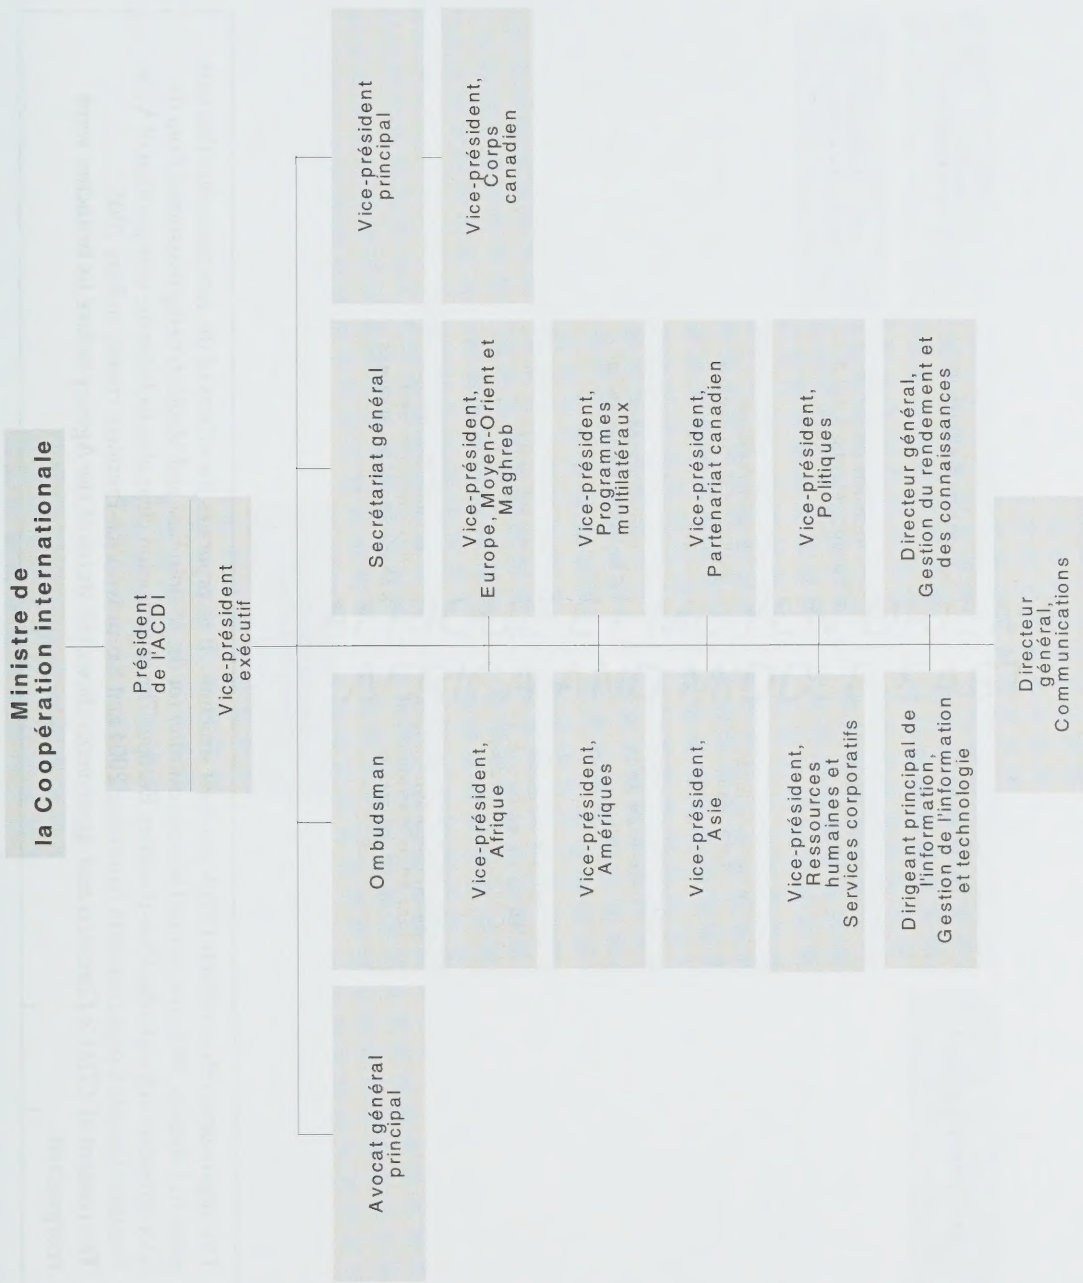 Ministre de
la Coopération internationale
Président
de l'ACDI
Vice-président
exécutif
Avocat général
principal
Ombudsman
Secrétariat général
Vice-président
principal
Vice-président,
Afrique
Vice-président,
Europe, Moyen-Orient et
Maghreb
Vice-président,
Corps
canadien
Vice-président,
Amériques
Vice-président,
Programmes
multilatéraux
Vice-président,
Asie
Vice-président,
Partenariat canadien
Vice-président,
Ressources
humaines et
Services corporatifs
Vice-président,
Politiques
Dirigeant principal de
l'information,
Gestion de l'information
et technologie
Directeur général,
Gestion du rendement et
des connaissances
Directeur
général,
Communications